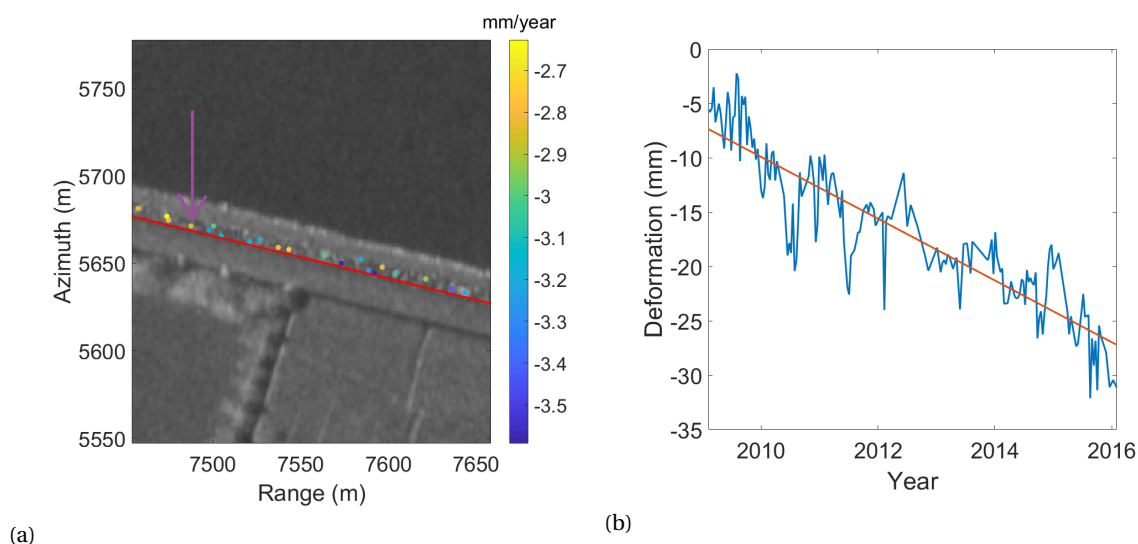 mm/year
5750
5700
5650
5600
5550
Azimuth (m)
7500 7550 7600 7650
Range (m)
-2.7
-2.8
-2.9
-3
-3.1
-3.2
-3.3
-3.4
-3.5
(a)
0
-5
-10
-15
-20
-25
-30
-35
Deformation (mm)
2010 2012 2014 2016
Year
(b)